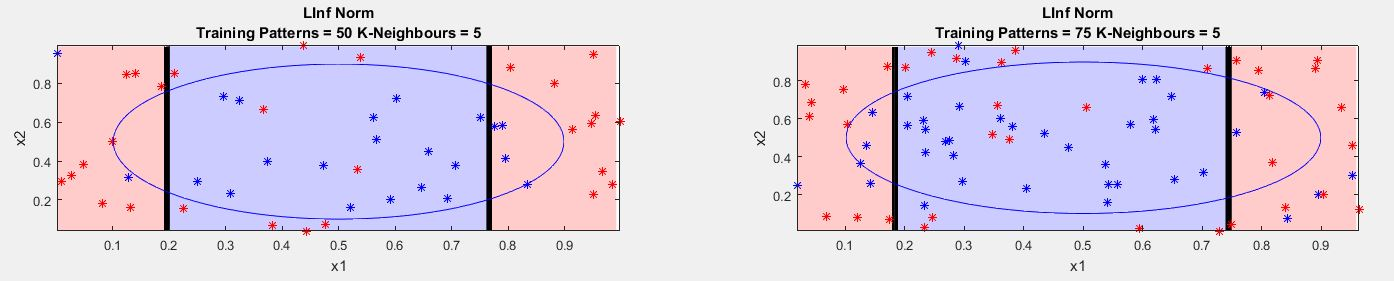 LInf Norm
Training Patterns = 50 K-Neighbours = 5
x2
0.8
0.6
0.4
0.2
0.1 0.2 0.3 0.4 0.5 0.6 0.7 0.8 0.9
x1
LInf Norm
Training Patterns = 75 K-Neighbours = 5
x2
0.8
0.6
0.4
0.2
0.1 0.2 0.3 0.4 0.5 0.6 0.7 0.8 0.9
x1